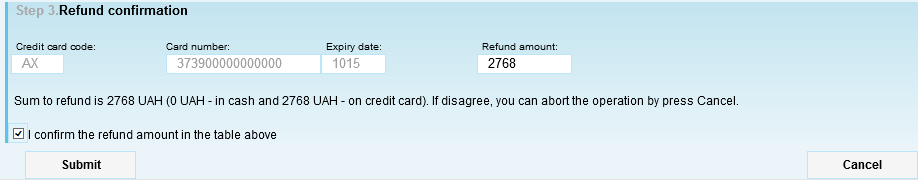 Step 3.Refund confirmation
Credit card code: Card number: Expiry date: Refund amount:
AX 373900000000000 1015 2768
Sum to refund is 2768 UAH (0 UAH - in cash and 2768 UAH - on credit card). If disagree, you can abort the operation by press Cancel.
I confirm the refund amount in the table above
Submit Cancel